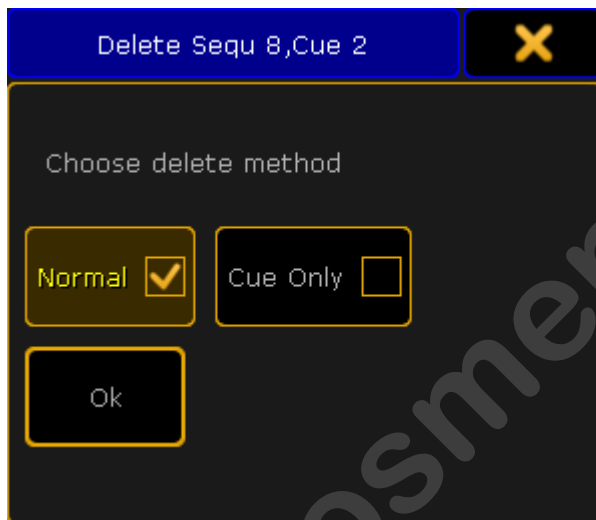 Delete Sequ 8,Cue 2
Choose delete method
Normal
Cue Only
Ok